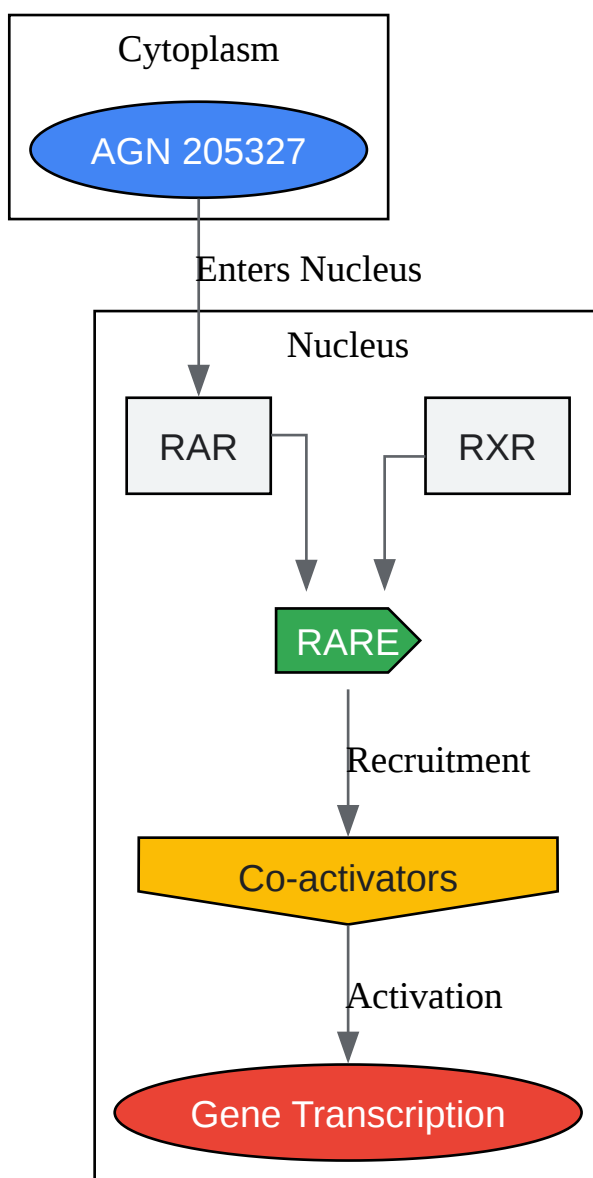 Cytoplasm
AGN 205327
Enters Nucleus
Nucleus
RAR
RXR
RARE
Recruitment
Co-activators
Activation
Gene Transcription